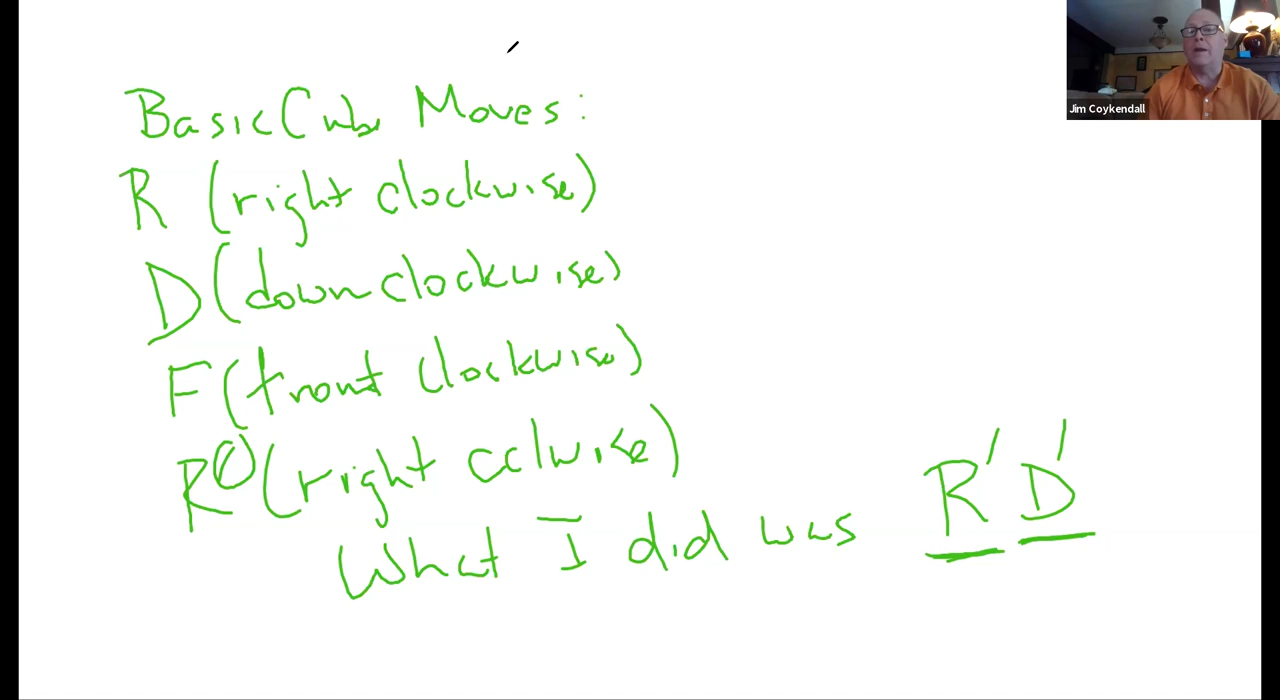 Basic Cube Moves:
R (right clockwise)
D (down clockwise)
F (front clockwise)
R' (right cclwise)
What I did was R' D'
Jim Coykendall